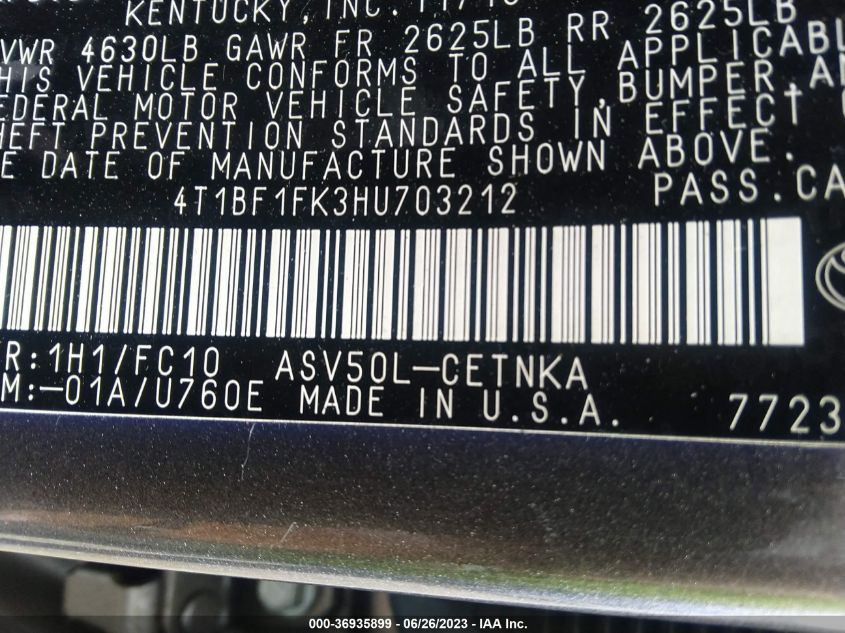 KENTUCKY, INC.
VWR 4630LB GAWR FR 2625LB RR 2625LB
HIS VEHICLE CONFORMS TO ALL APPLICABL
EDERAL MOTOR VEHICLE SAFETY, BUMPER, AN
HEFT PREVENTION STANDARDS IN EFFECT
E DATE OF MANUFACTURE SHOWN ABOVE.
4T1BF1FK3HU703212 PASS.CA
R:1H1/FC10 ASV50L-CETNKA
M:-01A/U760E MADE IN U.S.A. 7723
000-36935899 - 06/26/2023 - IAA Inc.